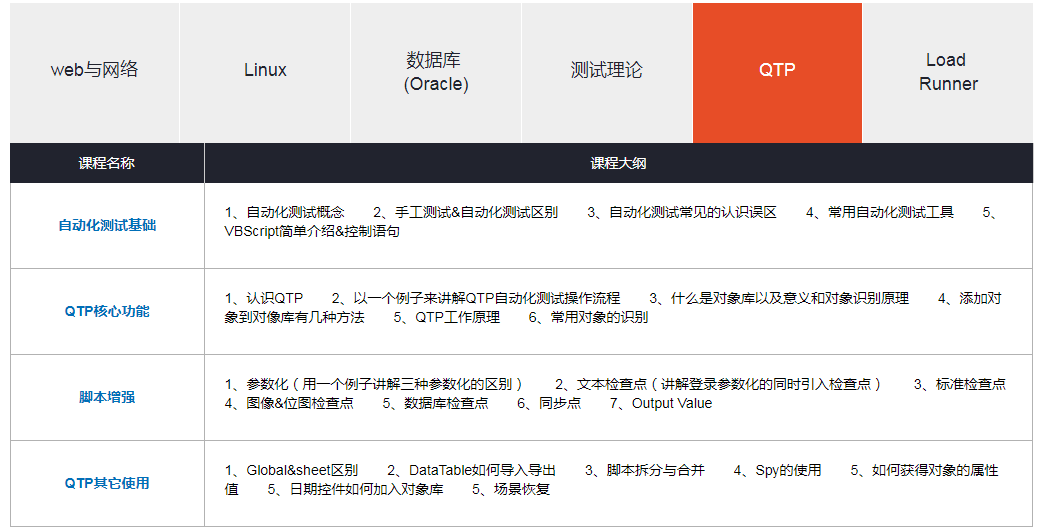 web与网络
Linux
数据库
(Oracle)
测试理论
QTP
Load
Runner
课程名称
课程大纲
自动化测试基础
1、自动化测试概念 2、手工测试&自动化测试区别 3、自动化测试常见的认识误区 4、常用自动化测试工具 5、
VBScript简单介绍&控制语句
QTP核心功能
1、认识QTP 2、以一个例子来讲解QTP自动化测试操作流程 3、什么是对象库以及意义和对象识别原理 4、添加对
象到对像库有几种方法 5、QTP工作原理 6、常用对象的识别
脚本增强
1、参数化（用一个例子讲解三种参数化的区别） 2、文本检查点（讲解登录参数化的同时引入检查点） 3、标准检查点
4、图像&位图检查点 5、数据库检查点 6、同步点 7、Output Value
QTP其它使用
1、Global&sheet区别 2、DataTable如何导入导出 3、脚本拆分与合并 4、Spy的使用 5、如何获得对象的属性
值 5、日期控件如何加入对象库 5、场景恢复